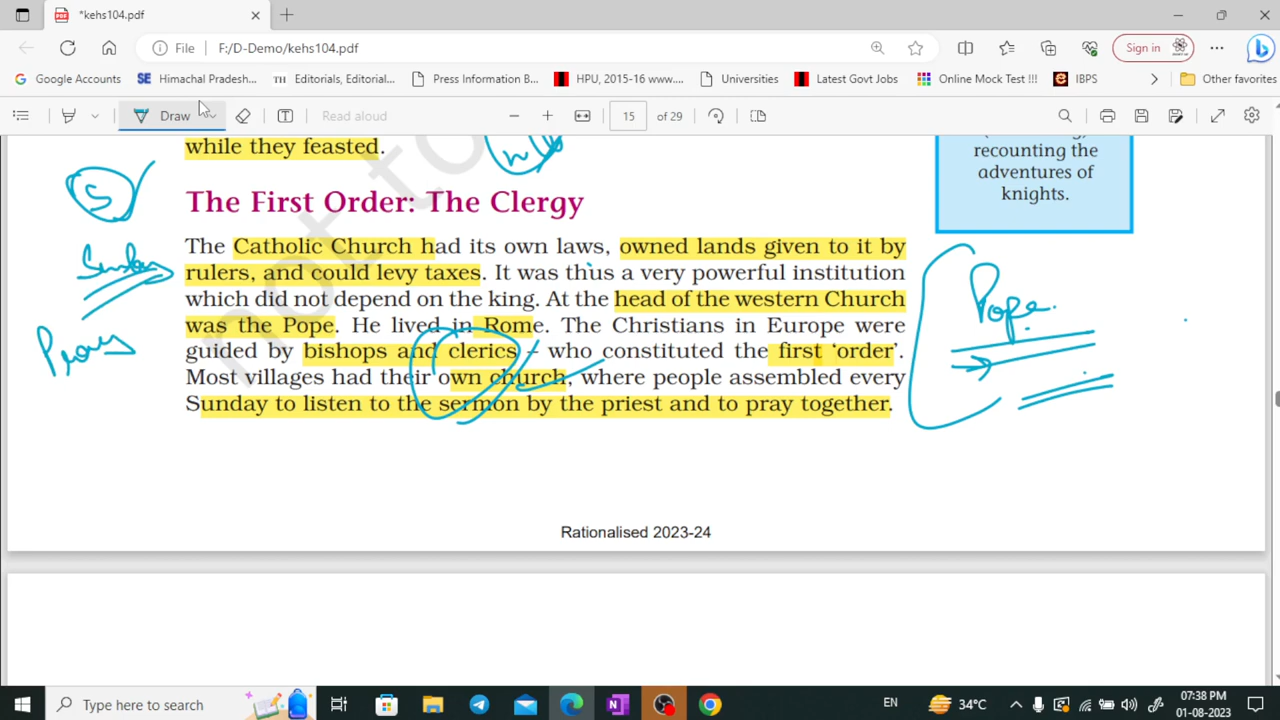 *kehs104.pdf
File F:/D-Demo/kehs104.pdf
Sign in
Google Accounts SE Himachal Pradesh... TH Editorials, Editorial... Press Information B... HPU, 2015-16 www.... Universities Latest Govt Jobs Online Mock Test !!! IBPS Other favorites
Draw Read aloud 15 of 29
while they feasted.
recounting the
adventures of
knights.
S
Sunday
Pray
Pope
not to
The First Order: The Clergy
The Catholic Church had its own laws, owned lands given to it by
rulers, and could levy taxes. It was thus a very powerful institution
which did not depend on the king. At the head of the western Church
was the Pope. He lived in Rome. The Christians in Europe were
guided by bishops and clerics – who constituted the first ‘order’.
Most villages had their own church, where people assembled every
Sunday to listen to the sermon by the priest and to pray together.
Rationalised 2023-24
Type here to search
EN 34°C 07:38 PM
01-08-2023